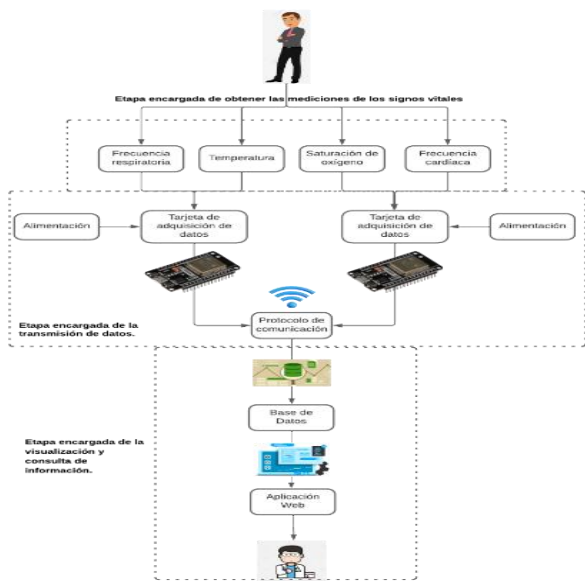 Etapa encargada de obtener las mediciones de los signos vitales
Frecuencia
respiratoria
Temperatura
Saturación de
oxígeno
Frecuencia
cardíaca
Alimentación
Tarjeta de
adquisición de
datos
Tarjeta de
adquisición de
datos
Alimentación
Protocolo de
comunicación
Etapa encargada de la
transmisión de datos.
Base de
Datos
Etapa encargada de la
visualización y
consulta de
información.
Aplicación
Web